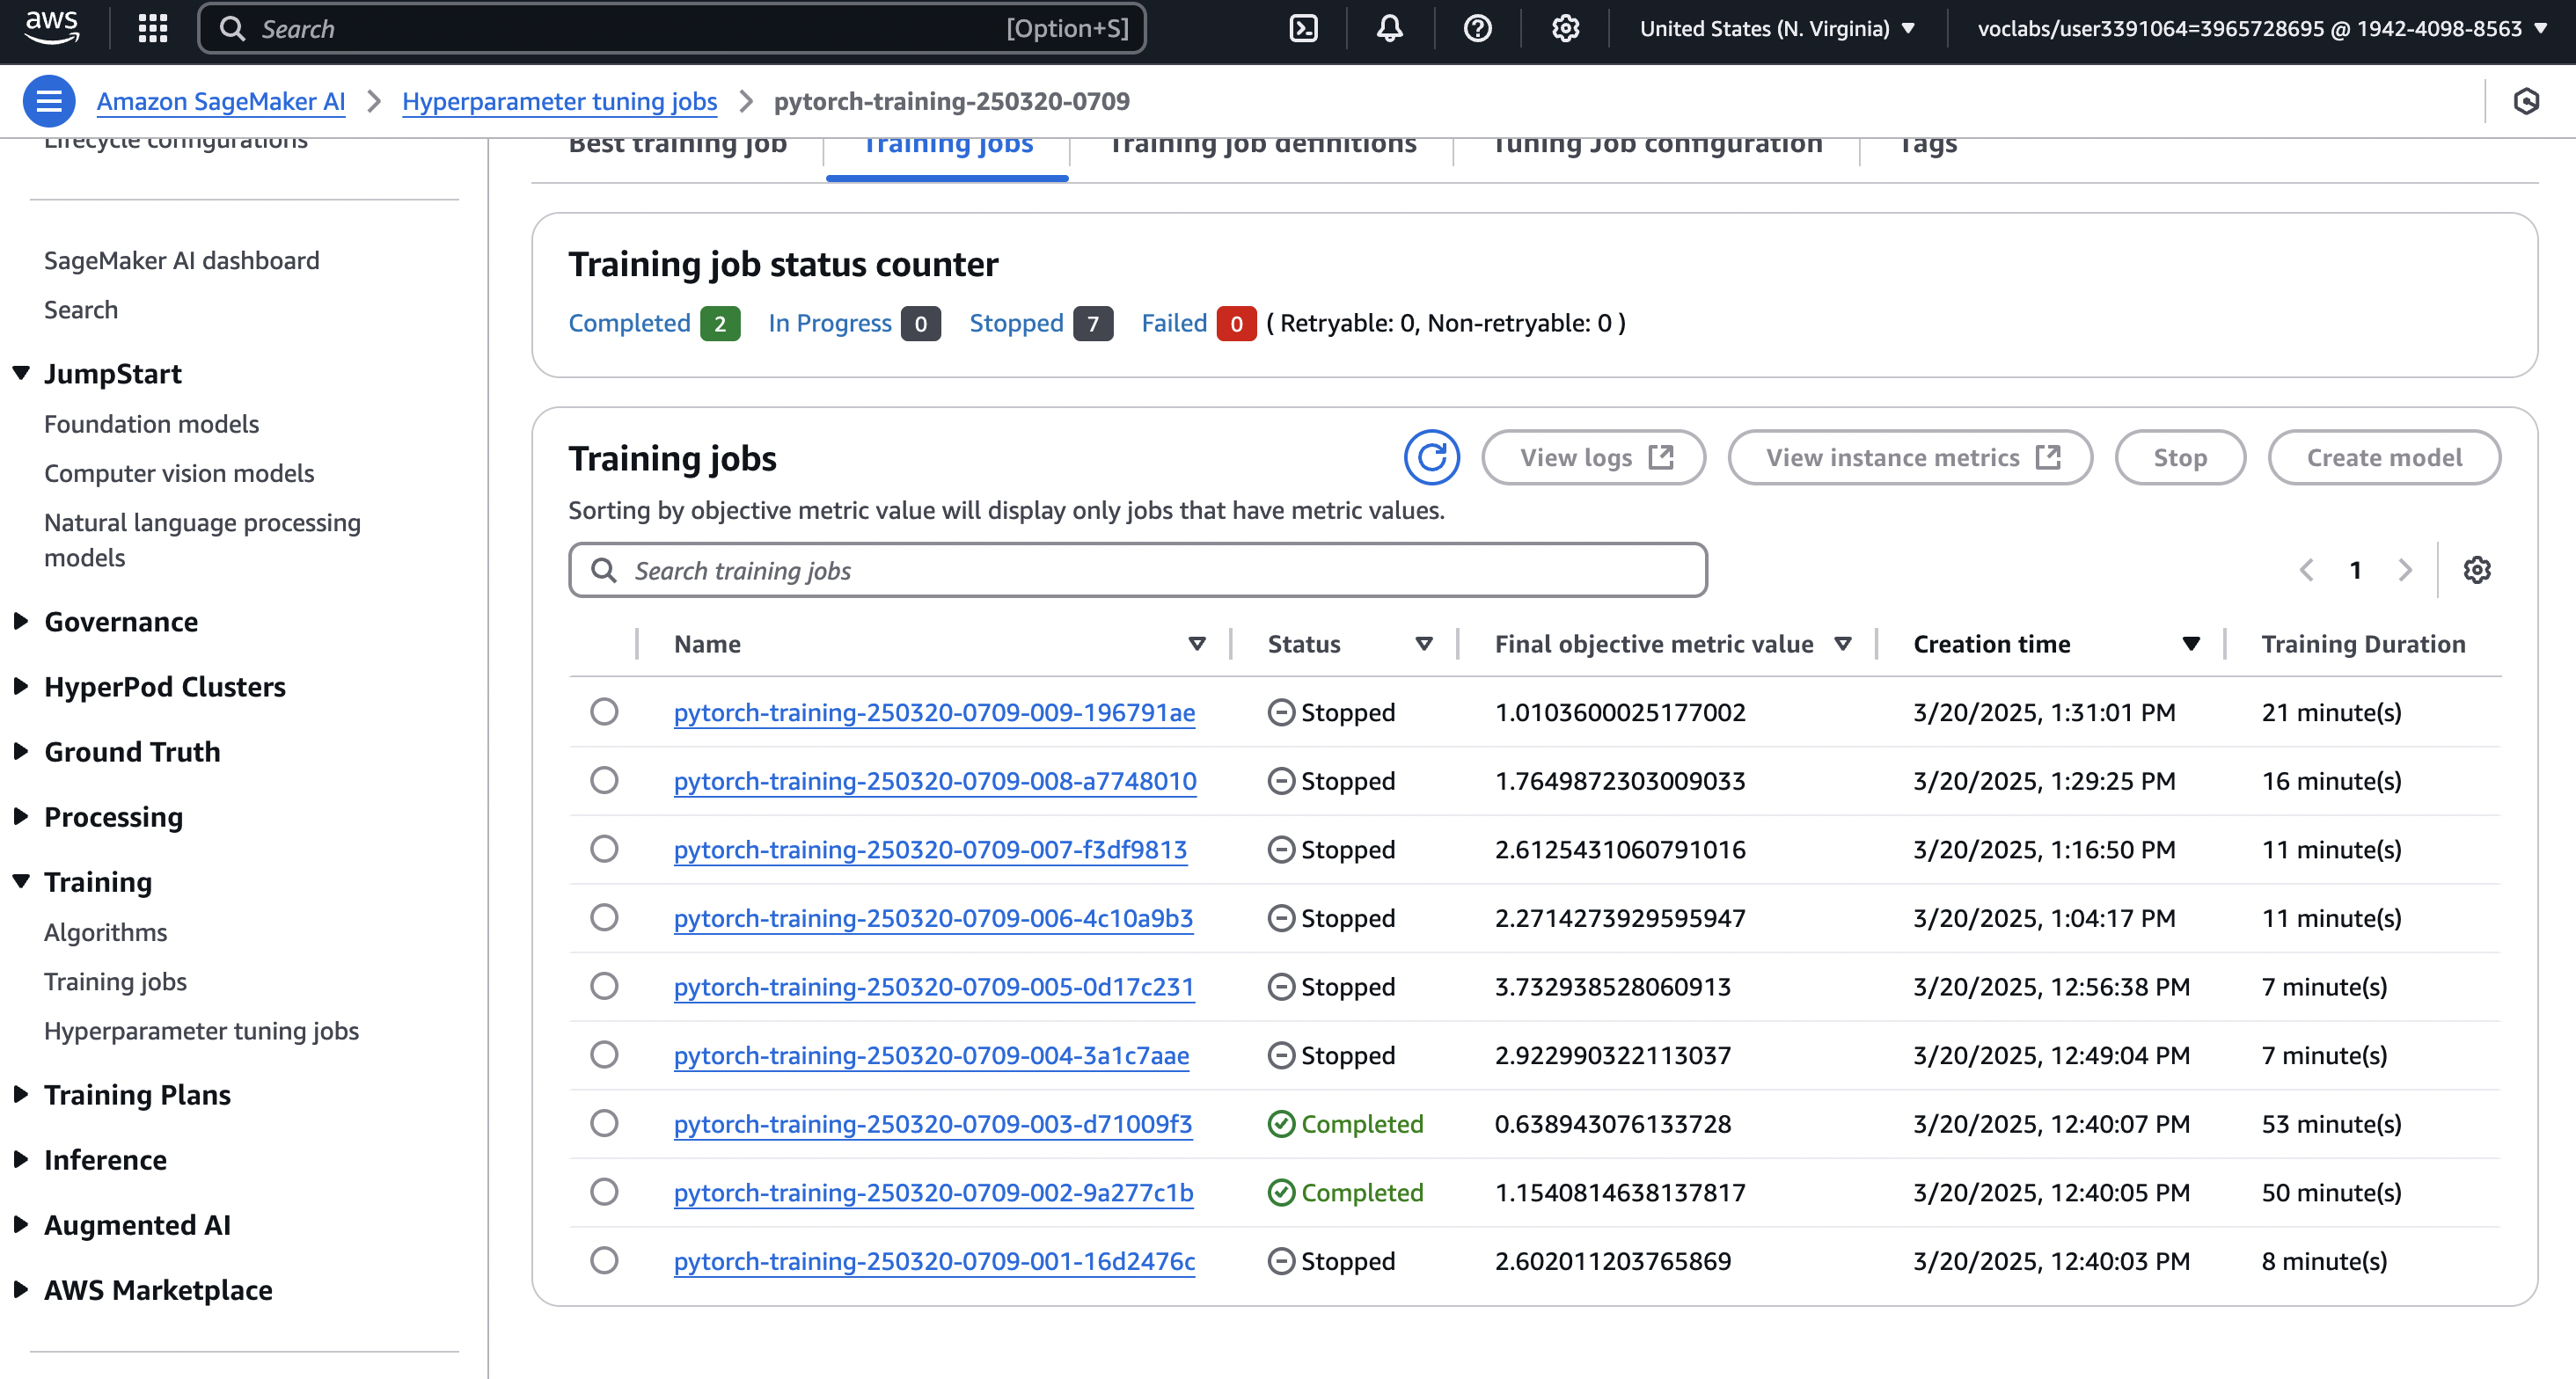 aws
Search [Option+S]
United States (N. Virginia)
voclabs/user3391064=3965728695 @ 1942-4098-8563
Amazon SageMaker AI
Hyperparameter tuning jobs
pytorch-training-250320-0709
Lifecycle configurations
SageMaker AI dashboard
Search
JumpStart
Foundation models
Computer vision models
Natural language processing
models
Governance
HyperPod Clusters
Ground Truth
Processing
Training
Algorithms
Training jobs
Hyperparameter tuning jobs
Training Plans
Inference
Augmented AI
AWS Marketplace
Best training job Training jobs Training job definitions Tuning Job configuration Tags
Training job status counter
Completed 2 In Progress 0 Stopped 7 Failed 0 ( Retryable: 0, Non-retryable: 0 )
Training jobs
View logs View instance metrics Stop Create model
Sorting by objective metric value will display only jobs that have metric values.
Search training jobs
1
Name Status Final objective metric value Creation time Training Duration
pytorch-training-250320-0709-009-196791ae Stopped 1.0103600025177002 3/20/2025, 1:31:01 PM 21 minute(s)
pytorch-training-250320-0709-008-a7748010 Stopped 1.7649872303009033 3/20/2025, 1:29:25 PM 16 minute(s)
pytorch-training-250320-0709-007-f3df9813 Stopped 2.6125431060791016 3/20/2025, 1:16:50 PM 11 minute(s)
pytorch-training-250320-0709-006-4c10a9b3 Stopped 2.2714273929595947 3/20/2025, 1:04:17 PM 11 minute(s)
pytorch-training-250320-0709-005-0d17c231 Stopped 3.732938528060913 3/20/2025, 12:56:38 PM 7 minute(s)
pytorch-training-250320-0709-004-3a1c7aae Stopped 2.922990322113037 3/20/2025, 12:49:04 PM 7 minute(s)
pytorch-training-250320-0709-003-d71009f3 Completed 0.638943076133728 3/20/2025, 12:40:07 PM 53 minute(s)
pytorch-training-250320-0709-002-9a277c1b Completed 1.1540814638137817 3/20/2025, 12:40:05 PM 50 minute(s)
pytorch-training-250320-0709-001-16d2476c Stopped 2.602011203765869 3/20/2025, 12:40:03 PM 8 minute(s)